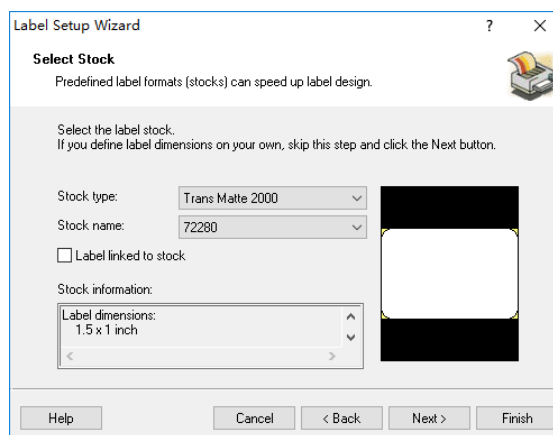 Label Setup Wizard
?
Select Stock
Predefined label formats (stocks) can speed up label design.
Select the label stock.
If you define label dimensions on your own, skip this step and click the Next button.
Stock type:
Trans Matte 2000
Stock name:
72280
Label linked to stock
Stock information:
Label dimensions:
1.5 x 1 inch
Help
Cancel
< Back
Next >
Finish